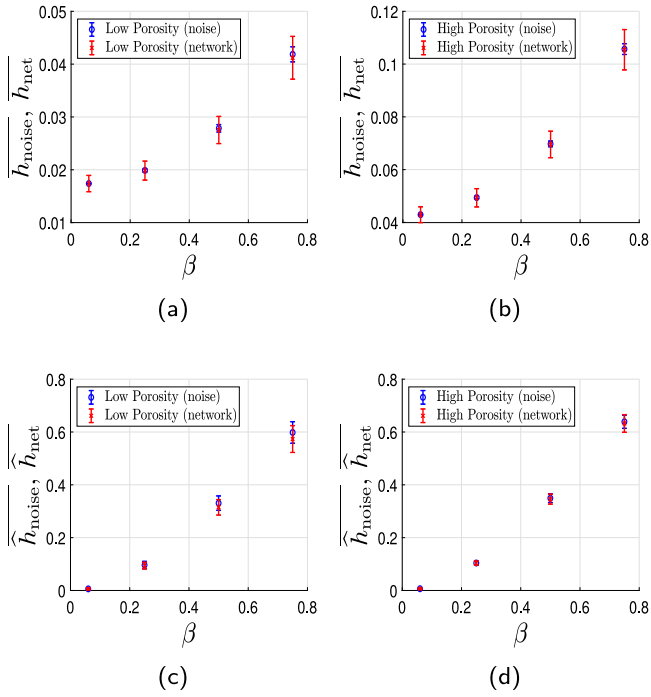 0.05
0.04
0.03
0.02
0.01
0 0.2 0.4 0.6 0.8
h_noise, h_net
β
Low Porosity (noise)
Low Porosity (network)
(a)
0.12
0.1
0.08
0.06
0.04
0 0.2 0.4 0.6 0.8
h_noise, h_net
β
High Porosity (noise)
High Porosity (network)
(b)
0.8
0.6
0.4
0.2
0
0 0.2 0.4 0.6 0.8
ĥ_noise, ĥ_net
β
Low Porosity (noise)
Low Porosity (network)
(c)
0.8
0.6
0.4
0.2
0
0 0.2 0.4 0.6 0.8
ĥ_noise, ĥ_net
β
High Porosity (noise)
High Porosity (network)
(d)